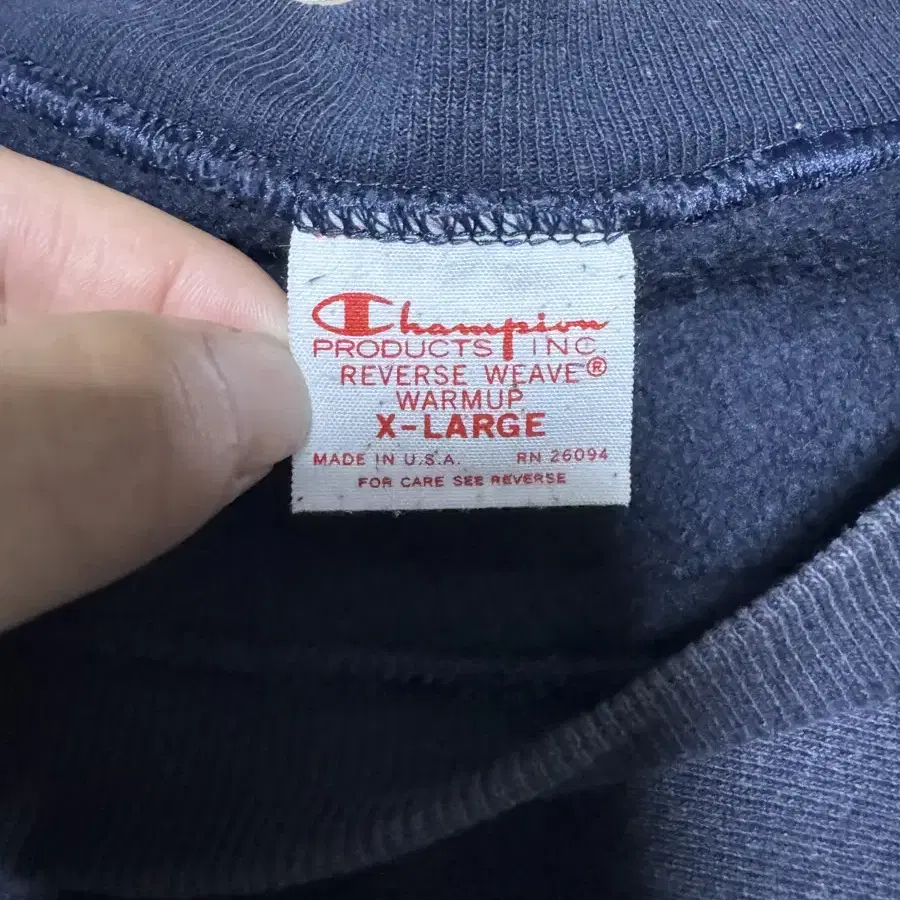 Champion
PRODUCTS INC.
REVERSE WEAVE®
WARMUP
X-LARGE
MADE IN U.S.A. RN 26094
FOR CARE SEE REVERSE